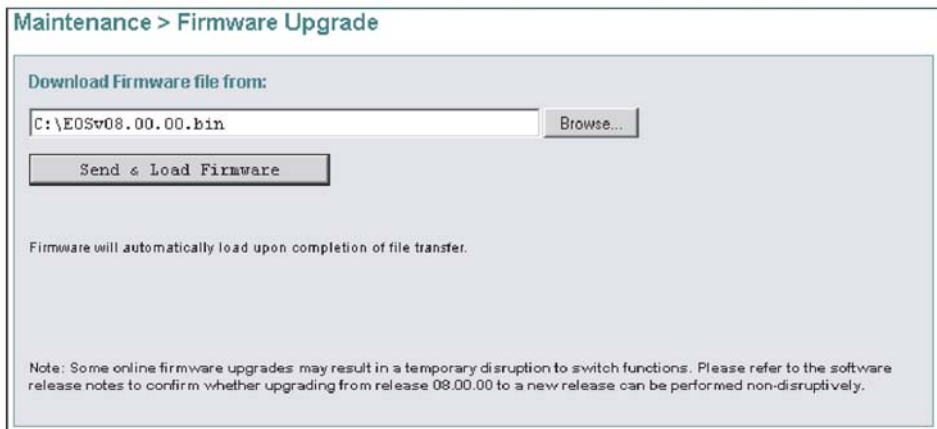 Maintenance > Firmware Upgrade
Download Firmware file from:
C:\EOSv08.00.00.bin
Browse...
Send & Load Firmware
Firmware will automatically load upon completion of file transfer.
Note: Some online firmware upgrades may result in a temporary disruption to switch functions. Please refer to the software
release notes to confirm whether upgrading from release 08.00.00 to a new release can be performed non-disruptively.